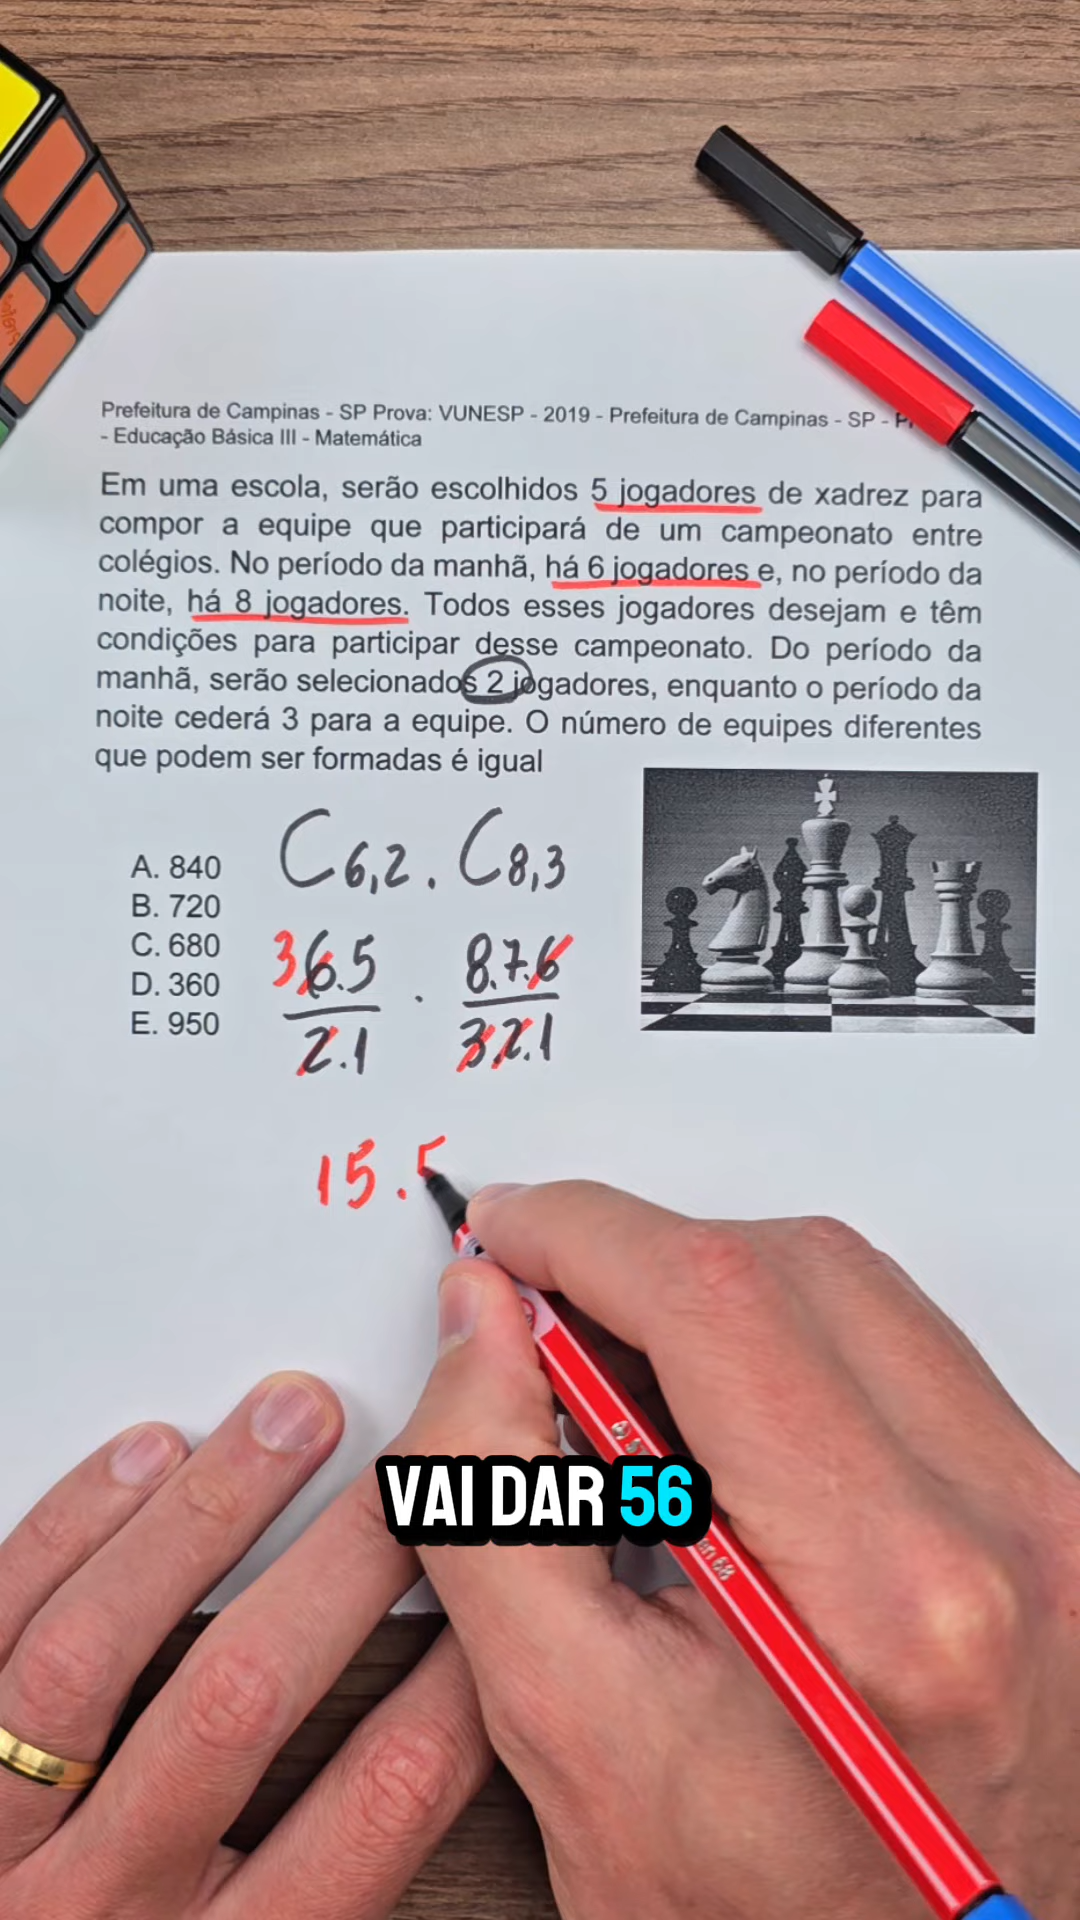 Prefeitura de Campinas - SP Prova: VUNESP - 2019 - Prefeitura de Campinas - SP -
- Educação Básica III - Matemática
Em uma escola, serão escolhidos 5 jogadores de xadrez para
compor a equipe que participará de um campeonato entre
colégios. No período da manhã, há 6 jogadores e, no período da
noite, há 8 jogadores. Todos esses jogadores desejam e têm
condições para participar desse campeonato. Do período da
manhã, serão selecionados 2 jogadores, enquanto o período da
noite cederá 3 para a equipe. O número de equipes diferentes
que podem ser formadas é igual
A. 840
B. 720
C. 680
D. 360
E. 950
C6,2 . C8,3
36.5 . 8.7.6
2.1 3.2.1
15.5
VAI DAR 56